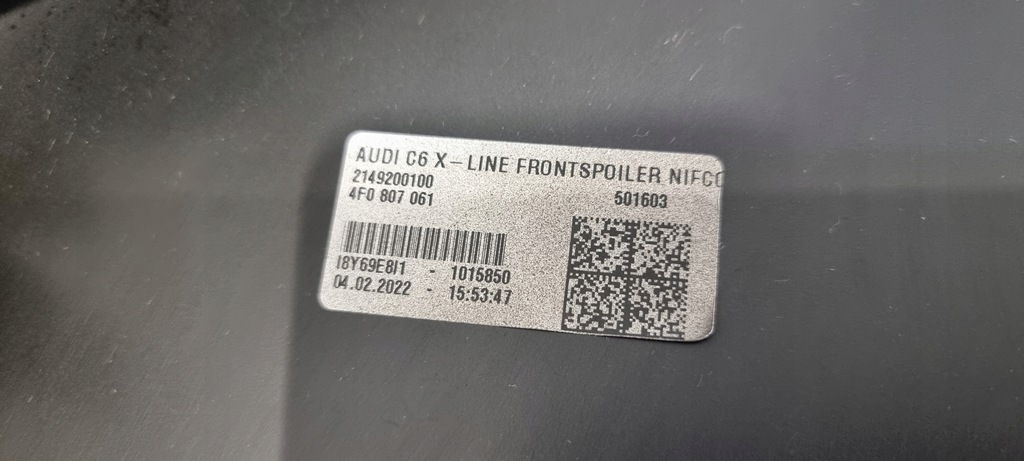 AUDI C6 X-LINE FRONTSPOILER NIFCO
2149200100
4F0 807 061 501603
I8Y69E8I1 - 1015850
04.02.2022 - 15:53:47